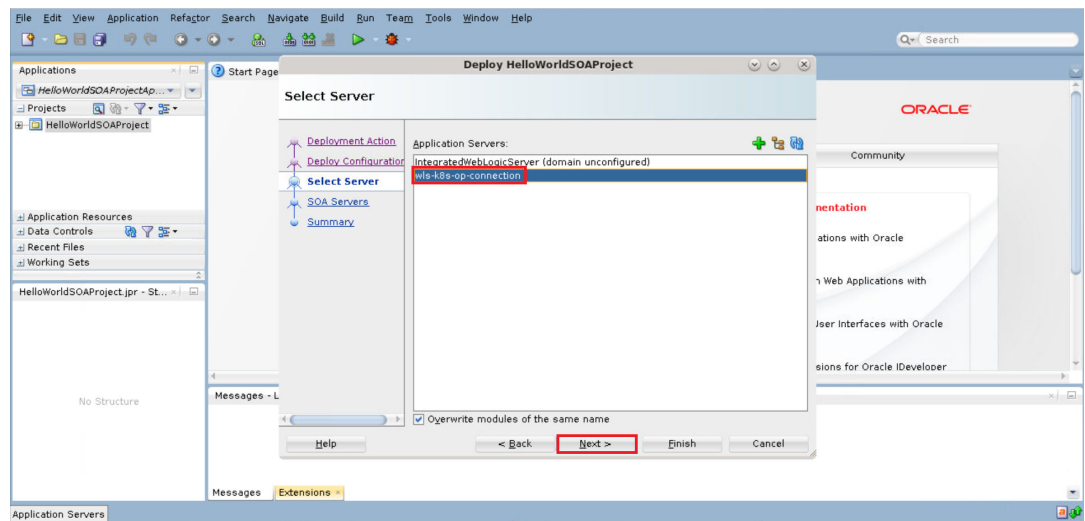 File Edit View Application Refactor Search Navigate Build Run Team Tools Window Help
Search
Applications
Start Page
HelloWorldSOAProjectAp...
Projects
HelloWorldSOAProject
Application Resources
Data Controls
Recent Files
Working Sets
HelloWorldSOAProject.jpr - St...
No Structure
Deploy HelloWorldSOAProject
Select Server
Deployment Action
Deploy Configuration
Select Server
SOA Servers
Summary
Application Servers:
IntegratedWebLogicServer (domain unconfigured)
wls-k8s-op-connection
Overwrite modules of the same name
Help
< Back
Next >
Finish
Cancel
ORACLE
Community
mentation
ations with Oracle
n Web Applications with
User Interfaces with Oracle
sions for Oracle JDeveloper
Messages - L
Messages
Extensions
Application Servers